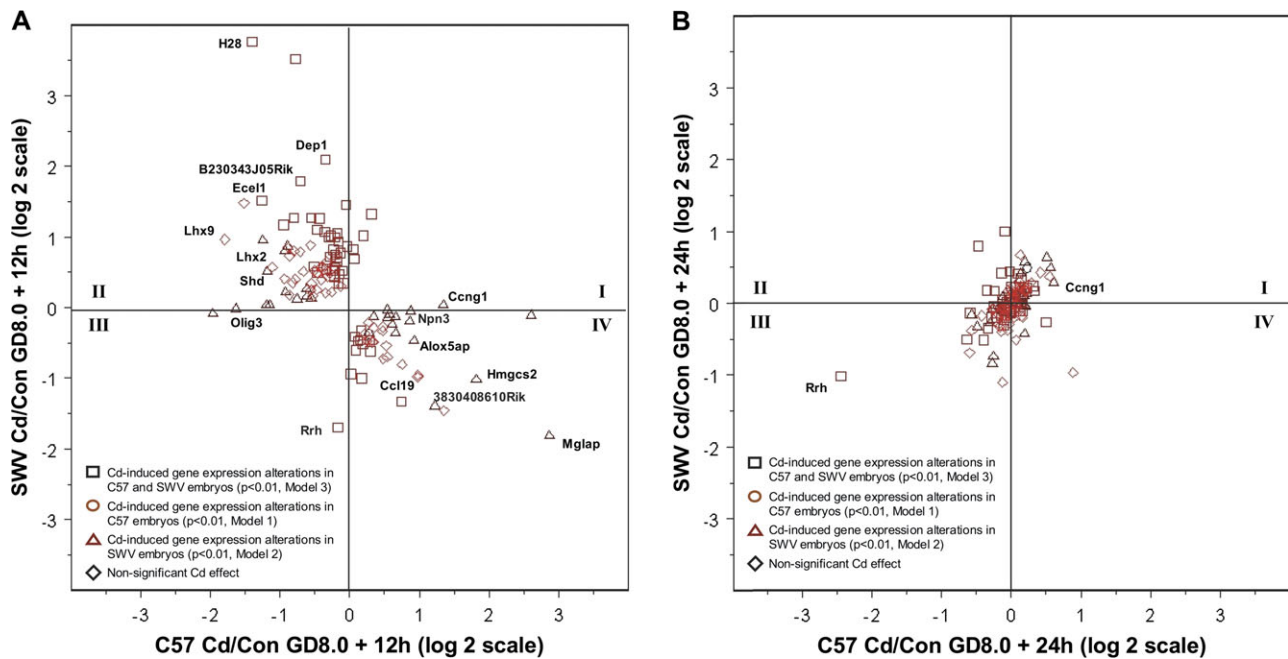 A
SWV Cd/Con GD8.0 + 12h (log 2 scale)
3
2
1
0
-1
-2
-3
H28
Dep1
B230343J05Rik
Ecel1
Lhx9
Lhx2
Shd
II
I
III
IV
Olig3
Ccng1
Npn3
Alox5ap
Hmgcs2
Ccl19
3830408610Rik
Rrh
Mglap
Cd-induced gene expression alterations in
C57 and SWV embryos (p<0.01, Model 3)
Cd-induced gene expression alterations in
C57 embryos (p<0.01, Model 1)
Cd-induced gene expression alterations in
SWV embryos (p<0.01, Model 2)
Non-significant Cd effect
-3 -2 -1 0 1 2 3
C57 Cd/Con GD8.0 + 12h (log 2 scale)
B
SWV Cd/Con GD8.0 + 24h (log 2 scale)
3
2
1
0
-1
-2
-3
II
I
III
IV
Ccng1
Rrh
Cd-induced gene expression alterations in
C57 and SWV embryos (p<0.01, Model 3)
Cd-induced gene expression alterations in
C57 embryos (p<0.01, Model 1)
Cd-induced gene expression alterations in
SWV embryos (p<0.01, Model 2)
Non-significant Cd effect
-3 -2 -1 0 1 2 3
C57 Cd/Con GD8.0 + 24h (log 2 scale)